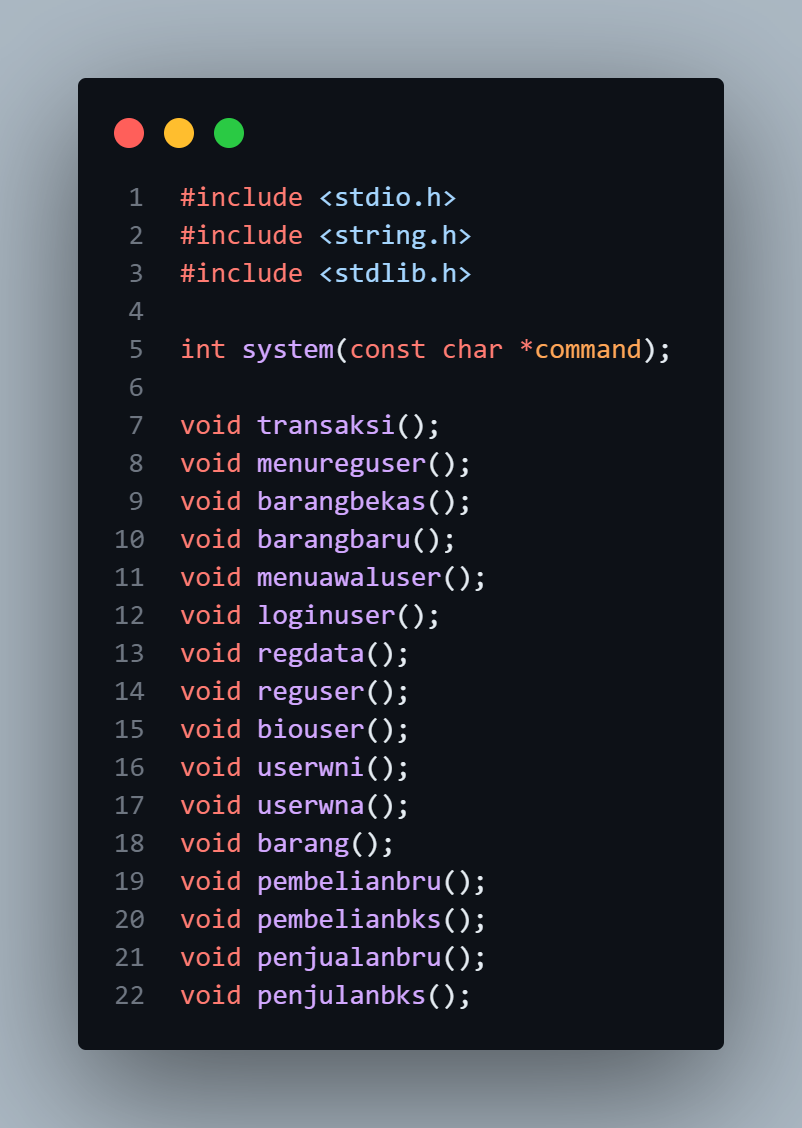 1 #include <stdio.h>
2 #include <string.h>
3 #include <stdlib.h>
4
5 int system(const char *command);
6
7 void transaksi();
8 void menureguser();
9 void barangbekas();
10 void barangbaru();
11 void menuawaluser();
12 void loginuser();
13 void regdata();
14 void reguser();
15 void biouser();
16 void userwni();
17 void userwna();
18 void barang();
19 void pembelianbru();
20 void pembelianbks();
21 void penjualanbru();
22 void penjulanbks();